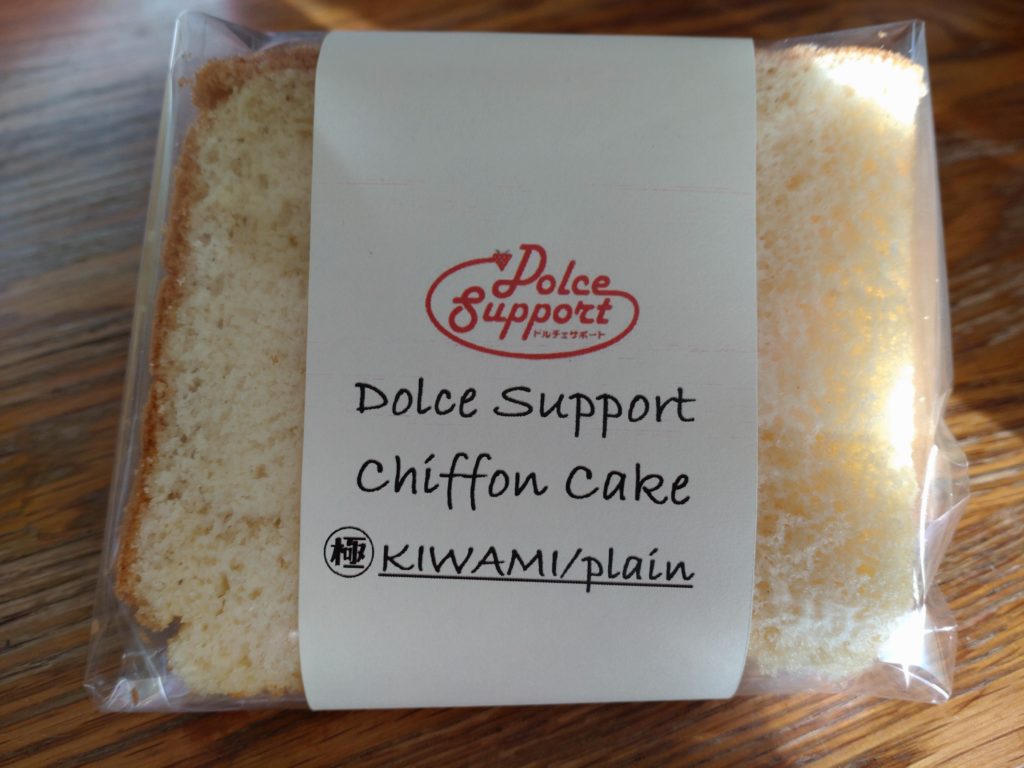 Dolce
Support
ドルチェサポート
Dolce Support
Chiffon Cake
極 KIWAMI/plain